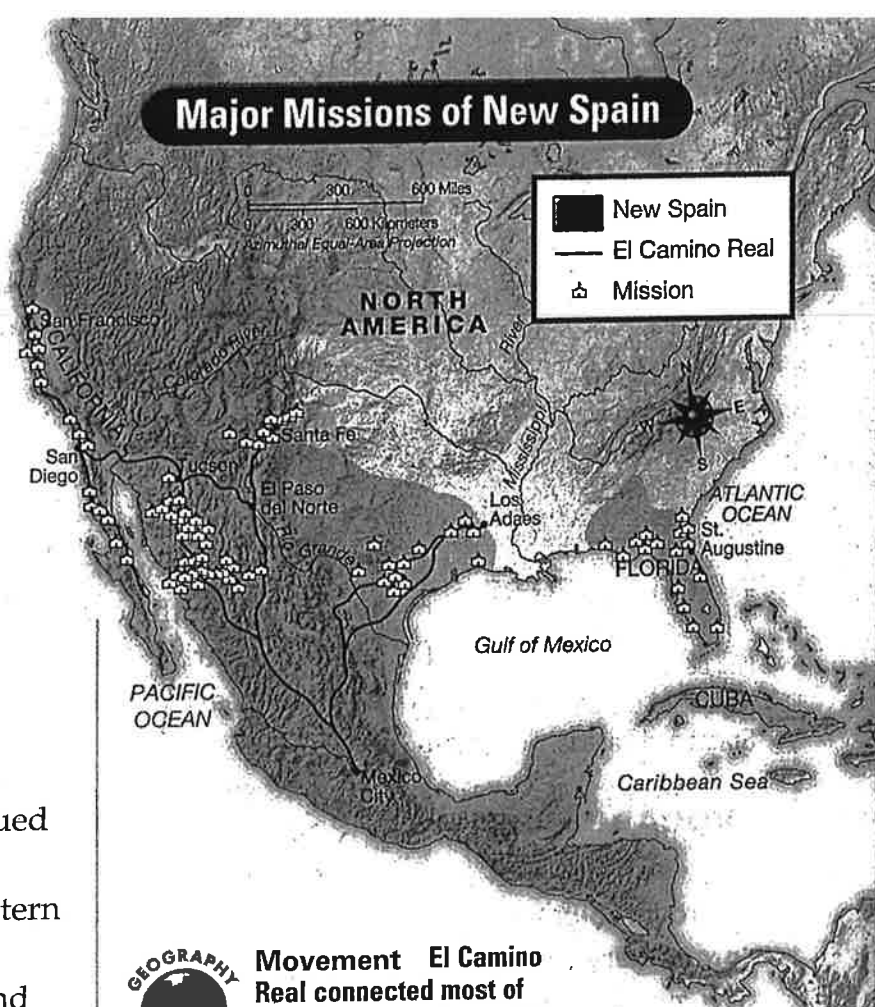 Major Missions of New Spain
0 300 600 Miles
0 300 600 Kilometers
Azimuthal Equal-Area Projection
New Spain
El Camino Real
Mission
NORTH
AMERICA
San Francisco
CALIFORNIA
Colorado River
Mississippi River
N
E
W
S
Santa Fe
San
Diego
Tucson
El Paso
del Norte
Rio Grande
Los
Adaes
ATLANTIC
OCEAN
St.
Augustine
FLORIDA
Gulf of Mexico
PACIFIC
OCEAN
CUBA
Mexico
City
Caribbean Sea
ued
tern
nd
GEOGRAPHY
Movement El Camino
Real connected most of